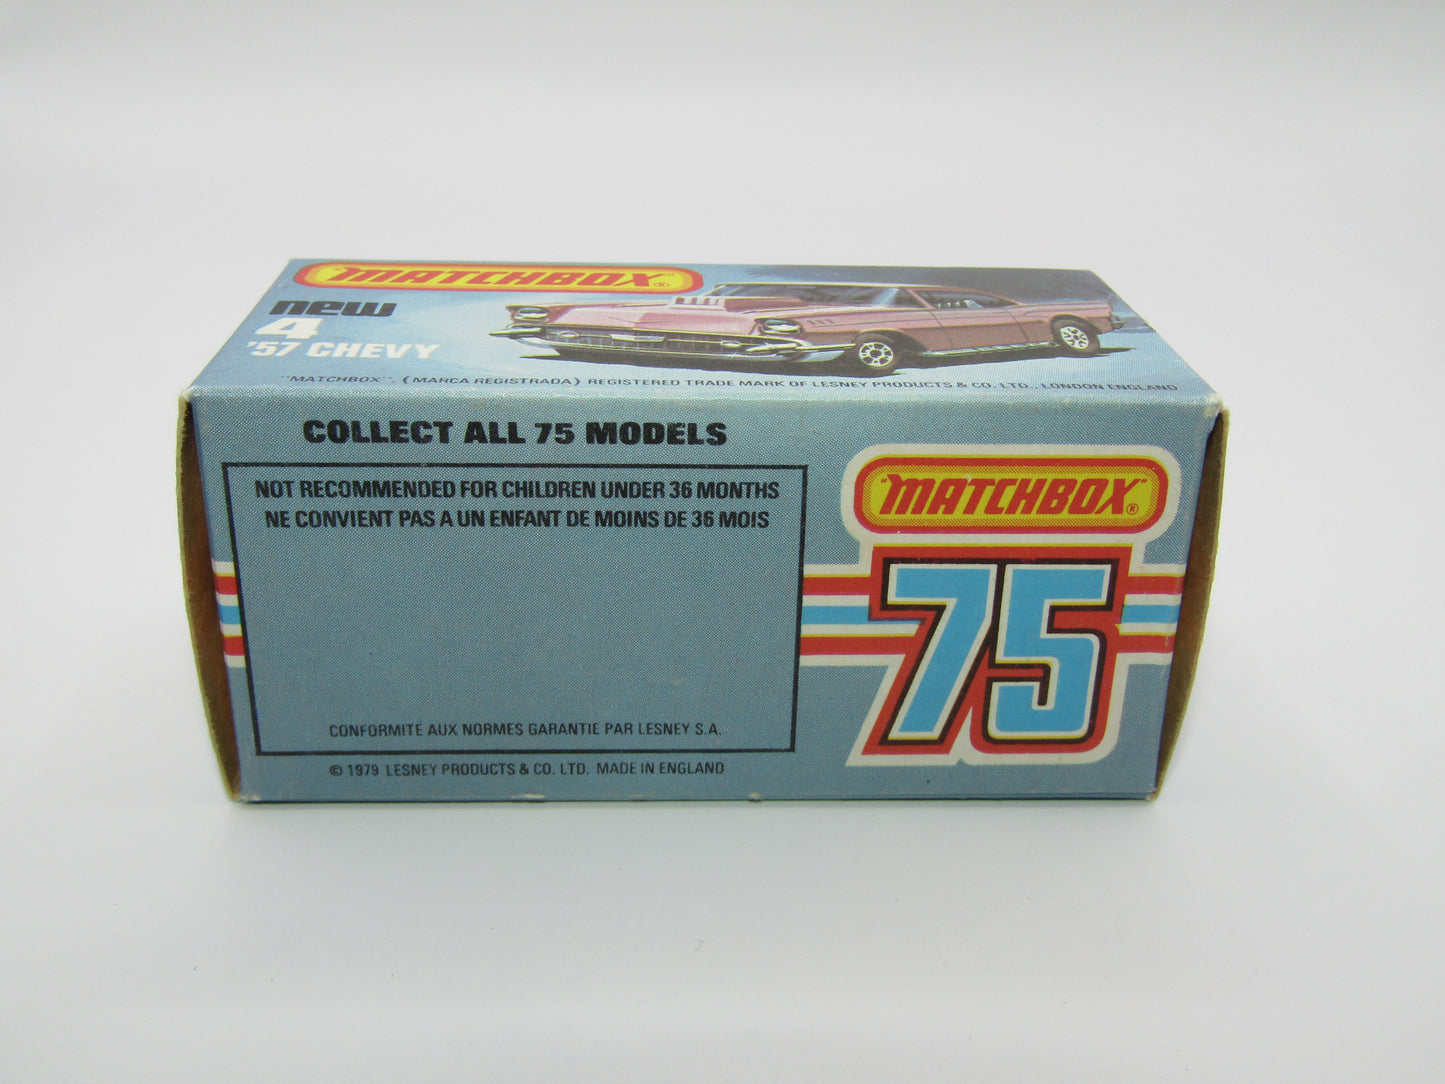 "MATCHBOX"®
new
4
'57 CHEVY
"MATCHBOX". (MARCA REGISTRADA) REGISTERED TRADE MARK OF LESNEY PRODUCTS & CO. LTD., LONDON ENGLAND
COLLECT ALL 75 MODELS
NOT RECOMMENDED FOR CHILDREN UNDER 36 MONTHS
NE CONVIENT PAS A UN ENFANT DE MOINS DE 36 MOIS
CONFORMITE AUX NORMES GARANTIE PAR LESNEY S.A.
© 1979 LESNEY PRODUCTS & CO. LTD. MADE IN ENGLAND
"MATCHBOX"®
75